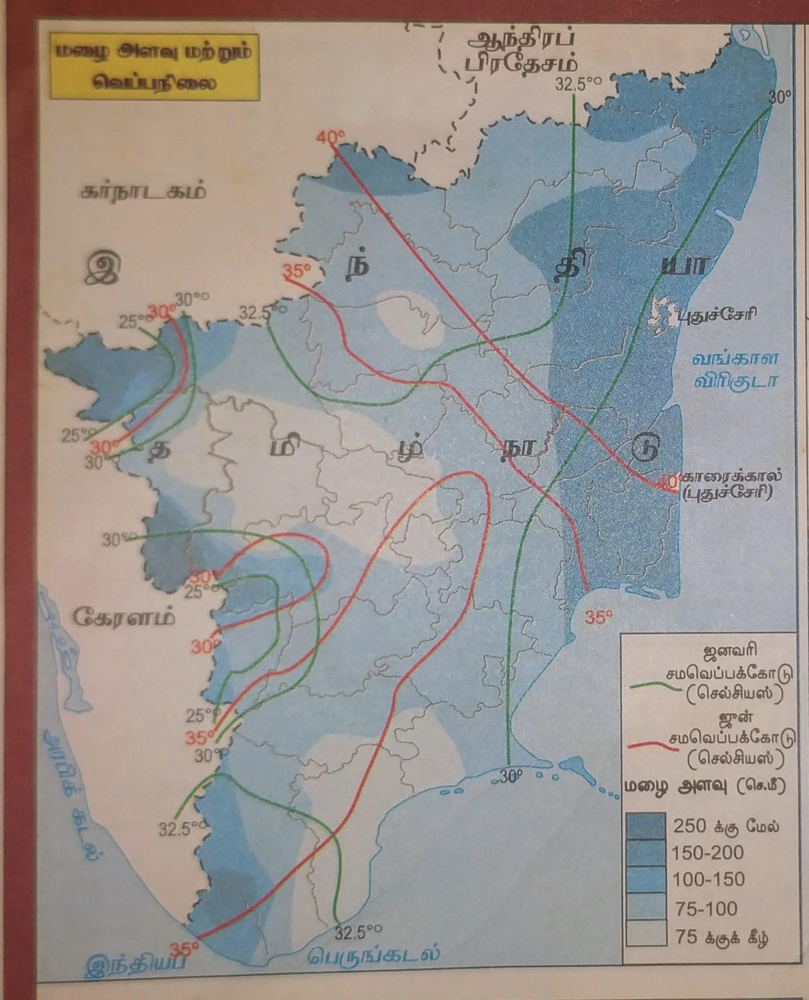 மழை அளவு மற்றும்
வெப்பநிலை
ஆந்திரப்
பிரதேசம்
32.5°
30°
40°
கர்நாடகம்
இ ந் தி யா
35°
30°
30°
25°
32.5°
புதுச்சேரி
வங்காள
விரிகுடா
25°
30°
30°
த மி ழ் நா டு
40°
காரைக்கால்
(புதுச்சேரி)
30°
30°
25°
கேரளம்
35°
30°
25°
35°
30°
30°
அரபிக் கடல்
32.5°
32.5°
35°
இந்தியப் பெருங்கடல்
ஜனவரி
சமவெப்பக்கோடு
(செல்சியஸ்)
ஜுன்
சமவெப்பக்கோடு
(செல்சியஸ்)
மழை அளவு (செ.மீ)
250 க்கு மேல்
150-200
100-150
75-100
75 க்குக் கீழ்